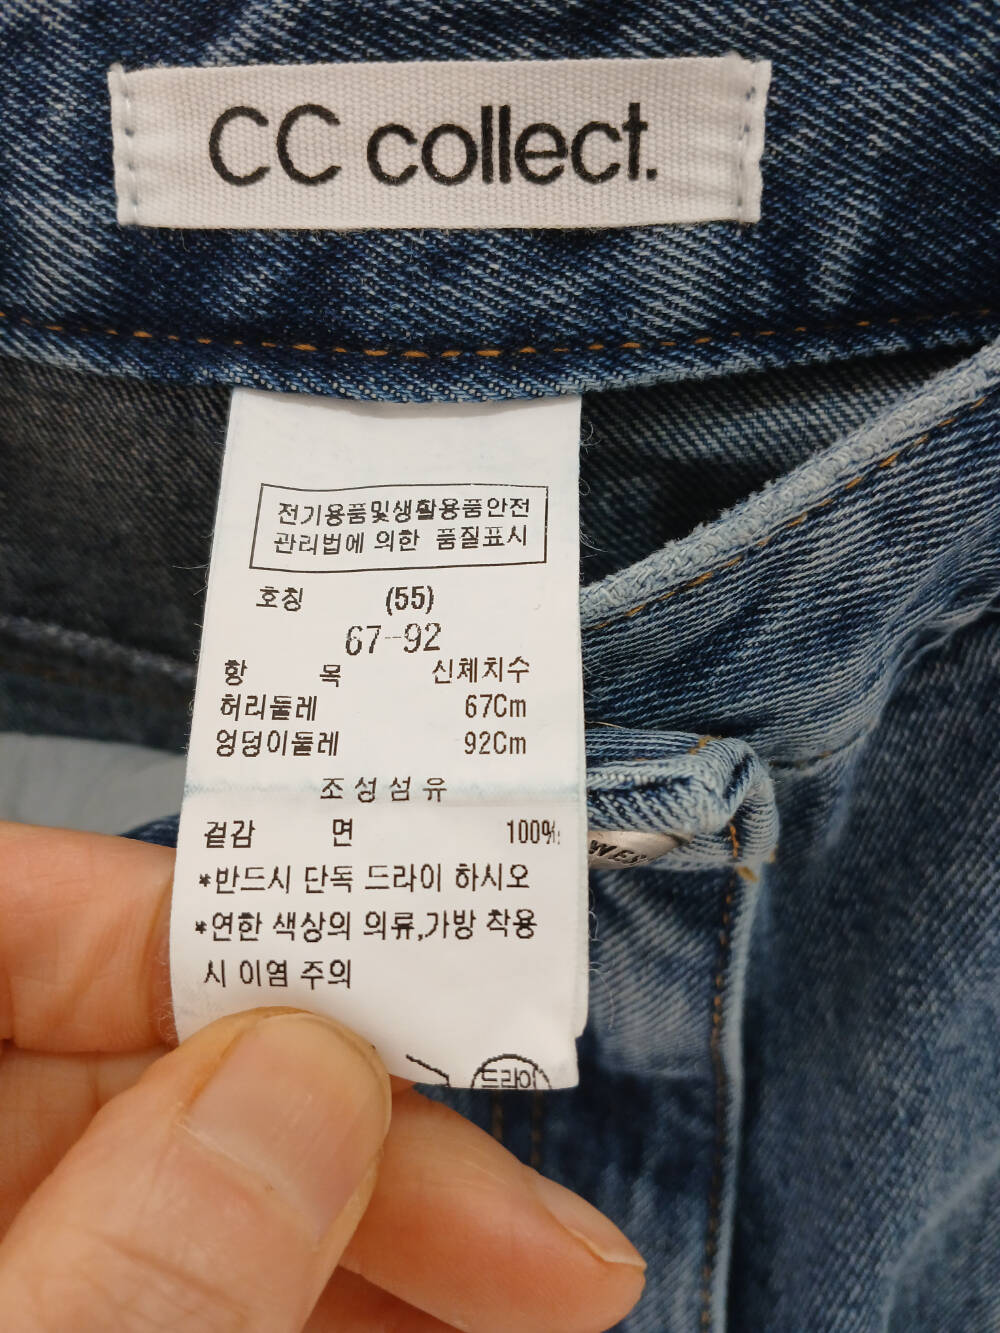 CC collect.
전기용품및생활용품안전
관리법에 의한 품질표시
호칭 (55)
67-92
항 목 신체치수
허리둘레 67Cm
엉덩이둘레 92Cm
조성섬유
겉감 면 100%
*반드시 단독 드라이 하시오
*연한 색상의 의류,가방 착용
시 이염 주의
드라이